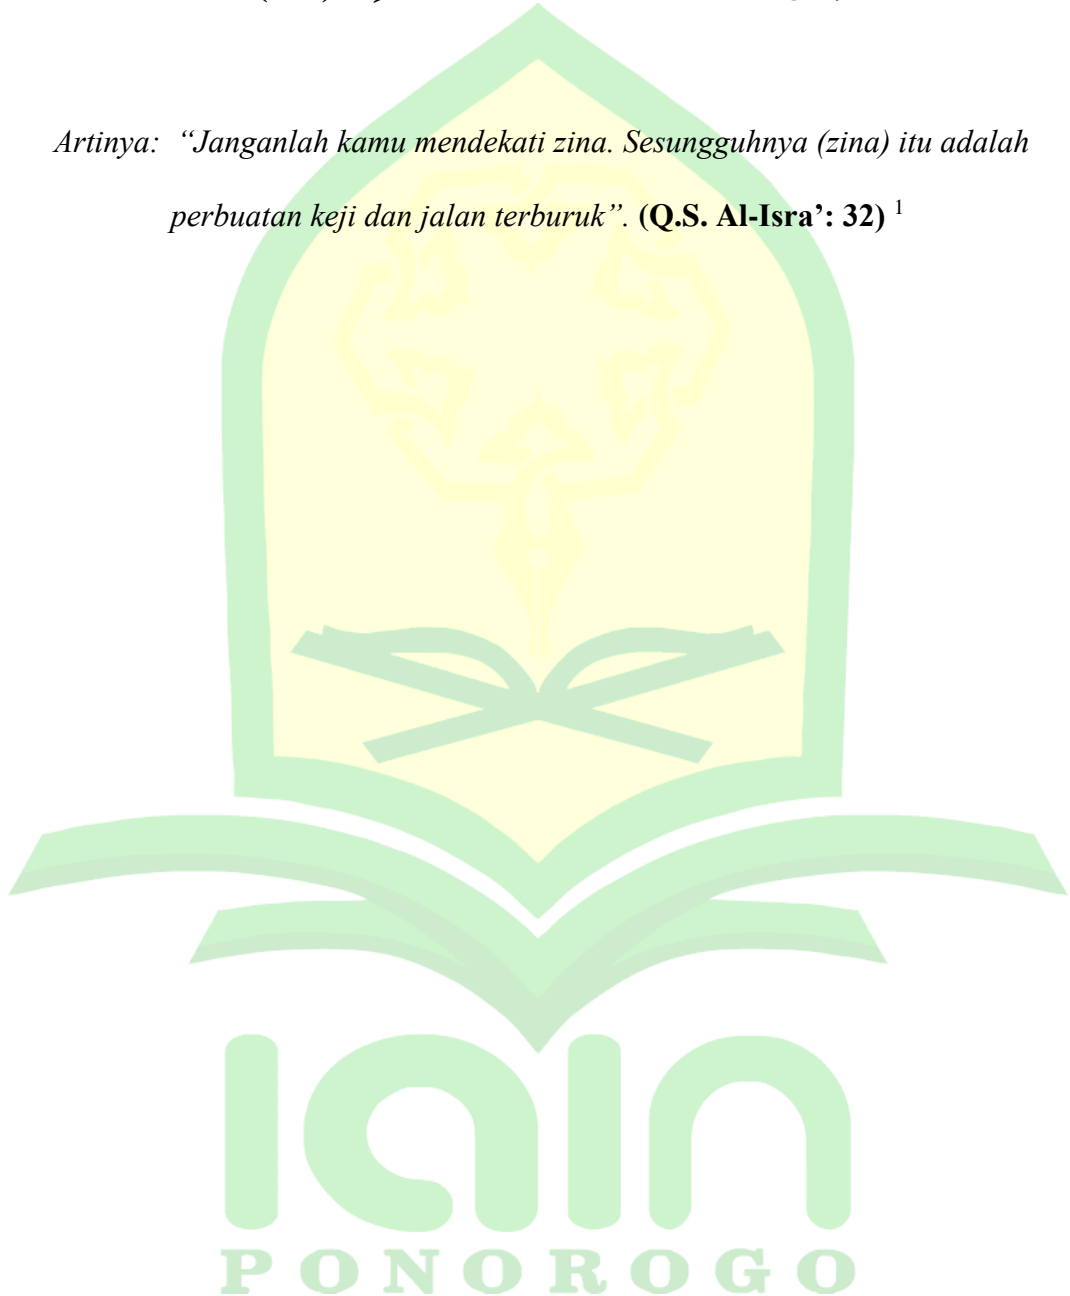 Artinya: “Janganlah kamu mendekati zina. Sesungguhnya (zina) itu adalah
perbuatan keji dan jalan terburuk”. (Q.S. Al-Isra’: 32) 1
IAIN
PONOROGO